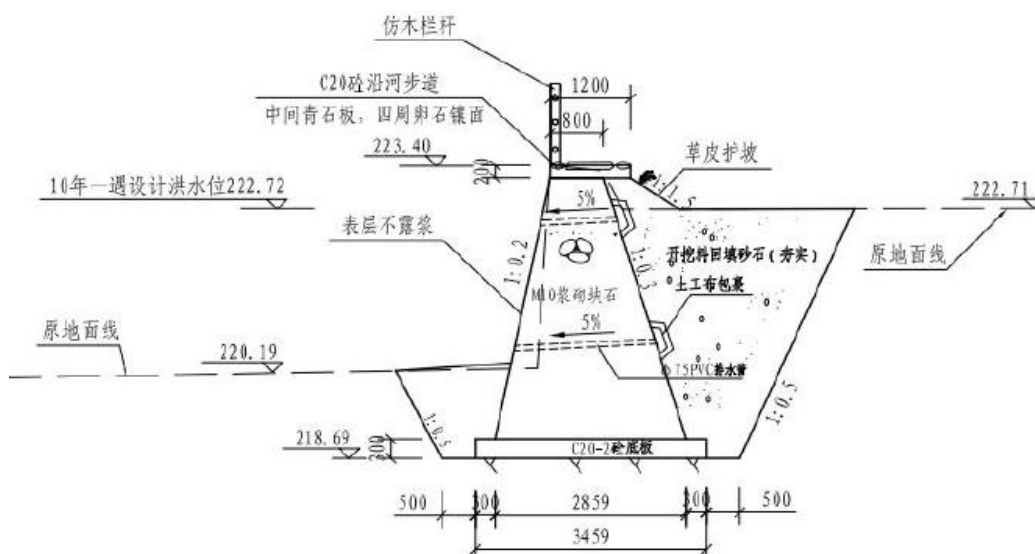 仿木栏杆
C20砼沿河步道
中间青石板，四周卵石镶面
1200
800
223.40
200
草皮护坡
1:1.5
10年一遇设计洪水位222.72
222.71
5%
表层不露浆
原地面线
1:0.2
1:0.3
开挖料回填砂石（夯实）
土工布包裹
M10浆砌块石
5%
原地面线
220.19
φ75PVC排水管
1:0.5
1:0.5
218.69
300
C20-2砼底板
500
300
2859
300
500
3459